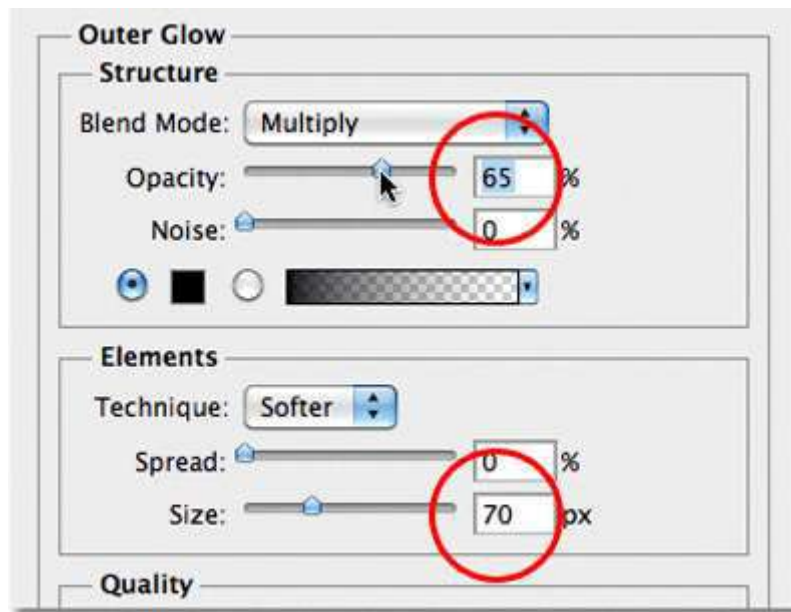 Outer Glow
Structure
Blend Mode: Multiply
Opacity: 65 %
Noise: 0 %
Elements
Technique: Softer
Spread: 0 %
Size: 70 px
Quality